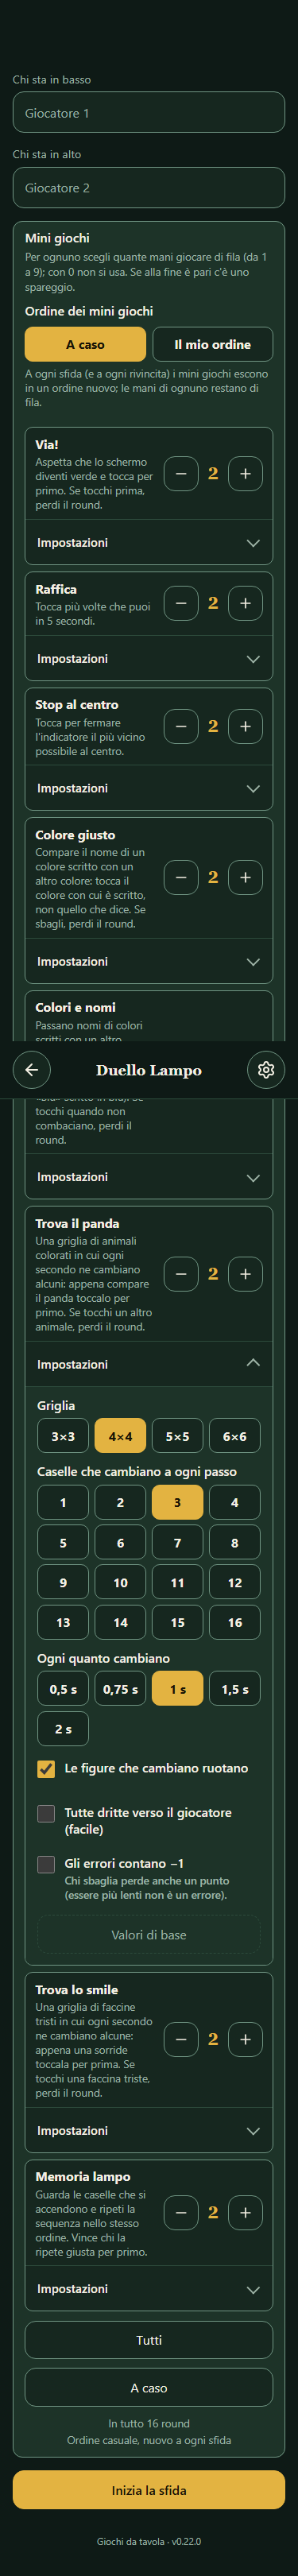 Chi sta in basso
Giocatore 1
Chi sta in alto
Giocatore 2
Mini giochi
Per ognuno scegli quante mani giocare di fila (da 1
a 9); con 0 non si usa. Se alla fine è pari c'è uno
spareggio.
Ordine dei mini giochi
A caso
Il mio ordine
A ogni sfida (e a ogni rivincita) i mini giochi escono
in un ordine nuovo; le mani di ognuno restano di
fila.
Via!
Aspetta che lo schermo
diventi verde e tocca per
primo. Se tocchi prima,
perdi il round.
− 2 +
Impostazioni
Raffica
Tocca più volte che puoi
in 5 secondi.
− 2 +
Impostazioni
Stop al centro
Tocca per fermare
l'indicatore il più vicino
possibile al centro.
− 2 +
Impostazioni
Colore giusto
Compare il nome di un
colore scritto con un
altro colore: tocca il
colore con cui è scritto,
non quello che dice. Se
sbagli, perdi il round.
− 2 +
Impostazioni
Colori e nomi
Passano nomi di colori
scritti con un altro
Duello Lampo
tocchi quando non
combaciano, perdi il
round.
Impostazioni
Trova il panda
Una griglia di animali
colorati in cui ogni
secondo ne cambiano
alcuni: appena compare
il panda toccalo per
primo. Se tocchi un altro
animale, perdi il round.
− 2 +
Impostazioni
Griglia
3×3 4×4 5×5 6×6
Caselle che cambiano a ogni passo
1 2 3 4
5 6 7 8
9 10 11 12
13 14 15 16
Ogni quanto cambiano
0,5 s 0,75 s 1 s 1,5 s
2 s
Le figure che cambiano ruotano
Tutte dritte verso il giocatore
(facile)
Gli errori contano −1
Chi sbaglia perde anche un punto
(essere più lenti non è un errore).
Valori di base
Trova lo smile
Una griglia di faccine
tristi in cui ogni secondo
ne cambiano alcune:
appena una sorride
toccala per prima. Se
tocchi una faccina triste,
perdi il round.
− 2 +
Impostazioni
Memoria lampo
Guarda le caselle che si
accendono e ripeti la
sequenza nello stesso
ordine. Vince chi la
ripete giusta per primo.
− 2 +
Impostazioni
Tutti
A caso
In tutto 16 round
Ordine casuale, nuovo a ogni sfida
Inizia la sfida
Giochi da tavola · v0.22.0